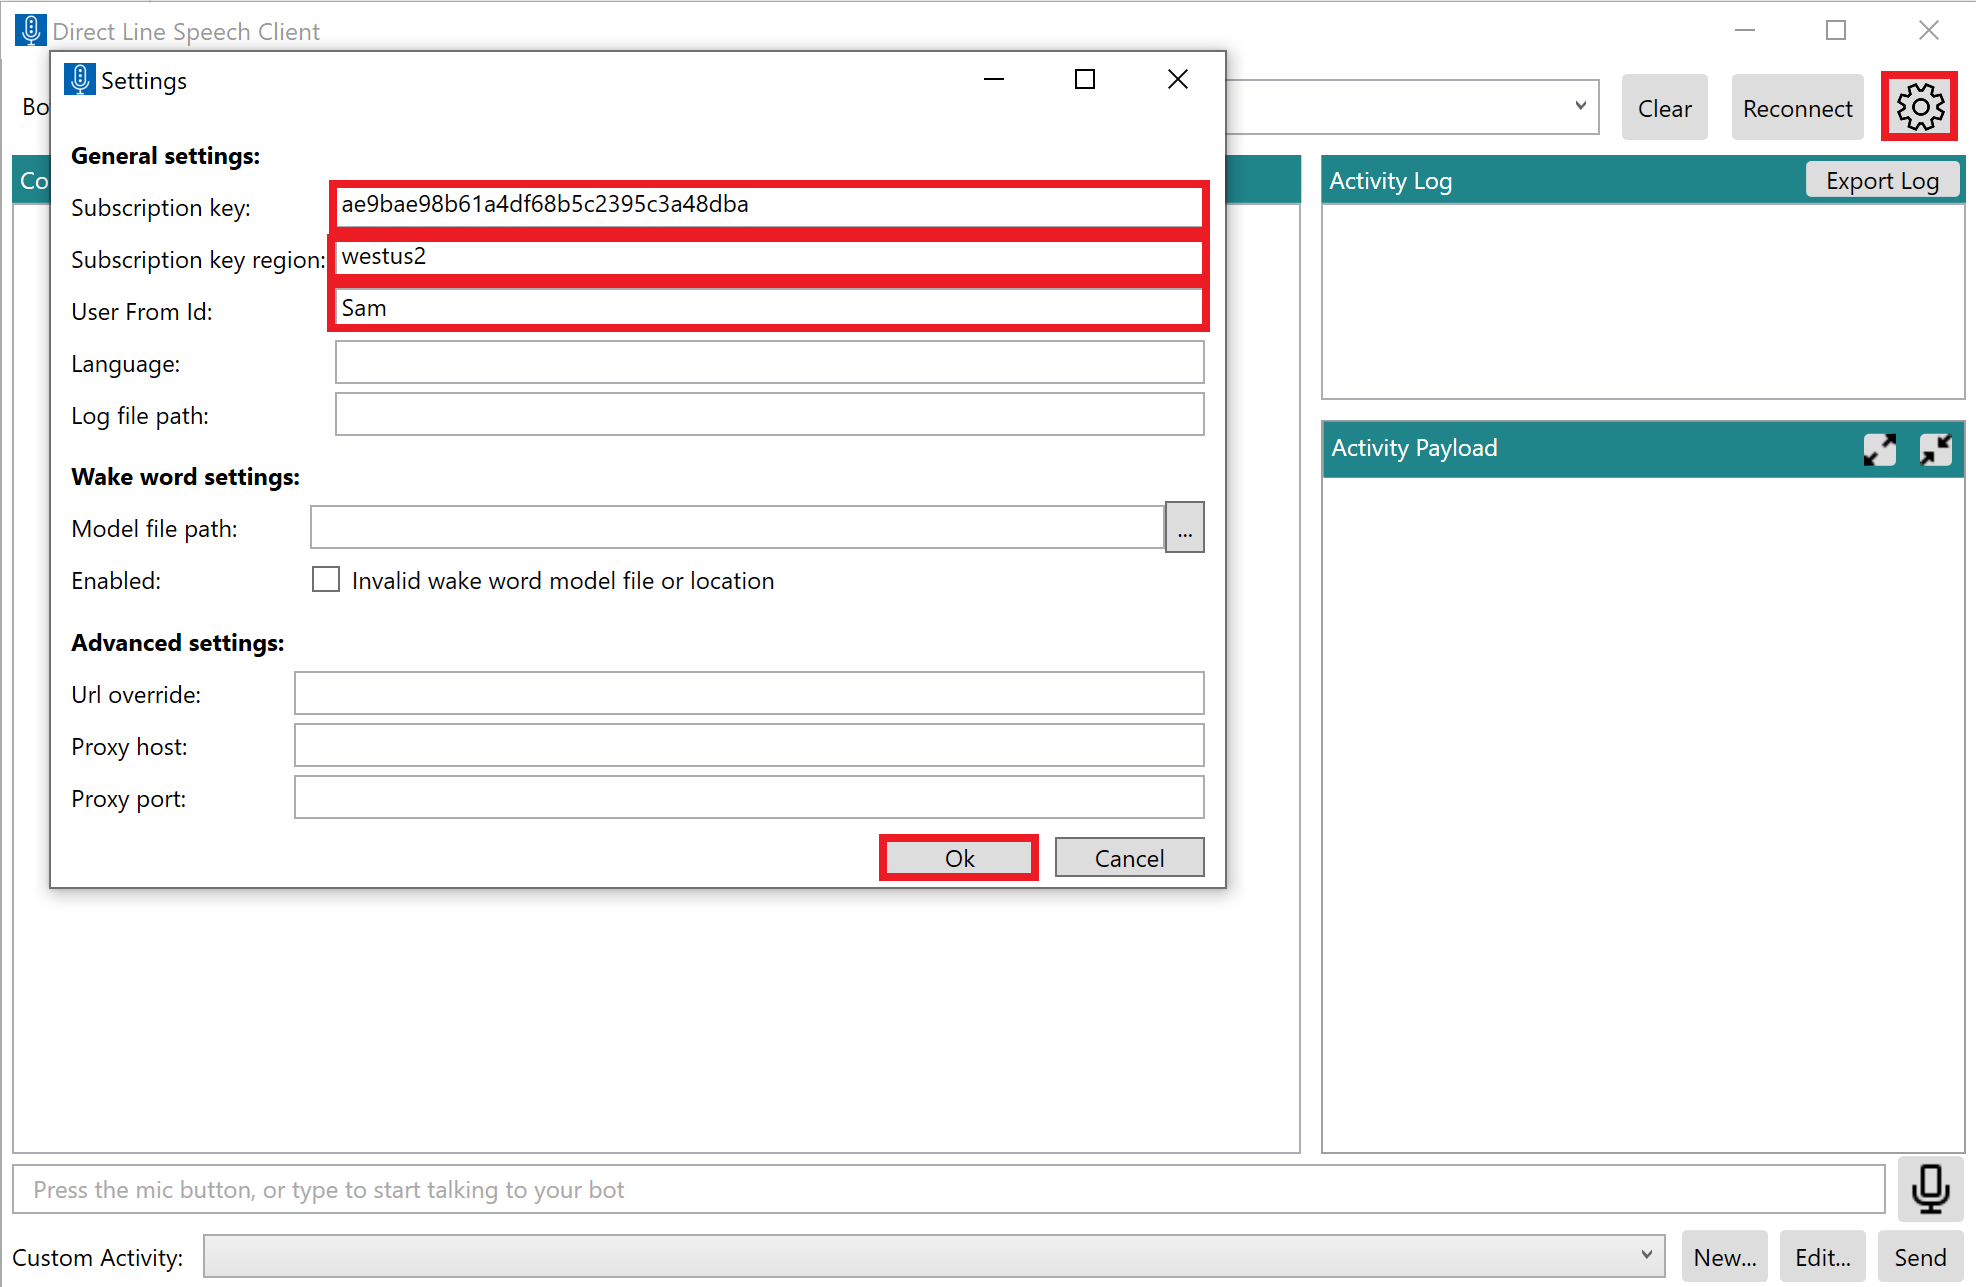 Direct Line Speech Client
Settings
Bo
Clear
Reconnect
General settings:
Co
Activity Log
Export Log
Subscription key:
ae9bae98b61a4df68b5c2395c3a48dba
Subscription key region:
westus2
User From Id:
Sam
Language:
Log file path:
Activity Payload
Wake word settings:
Model file path:
...
Enabled:
Invalid wake word model file or location
Advanced settings:
Url override:
Proxy host:
Proxy port:
Ok
Cancel
Press the mic button, or type to start talking to your bot
Custom Activity:
New...
Edit...
Send